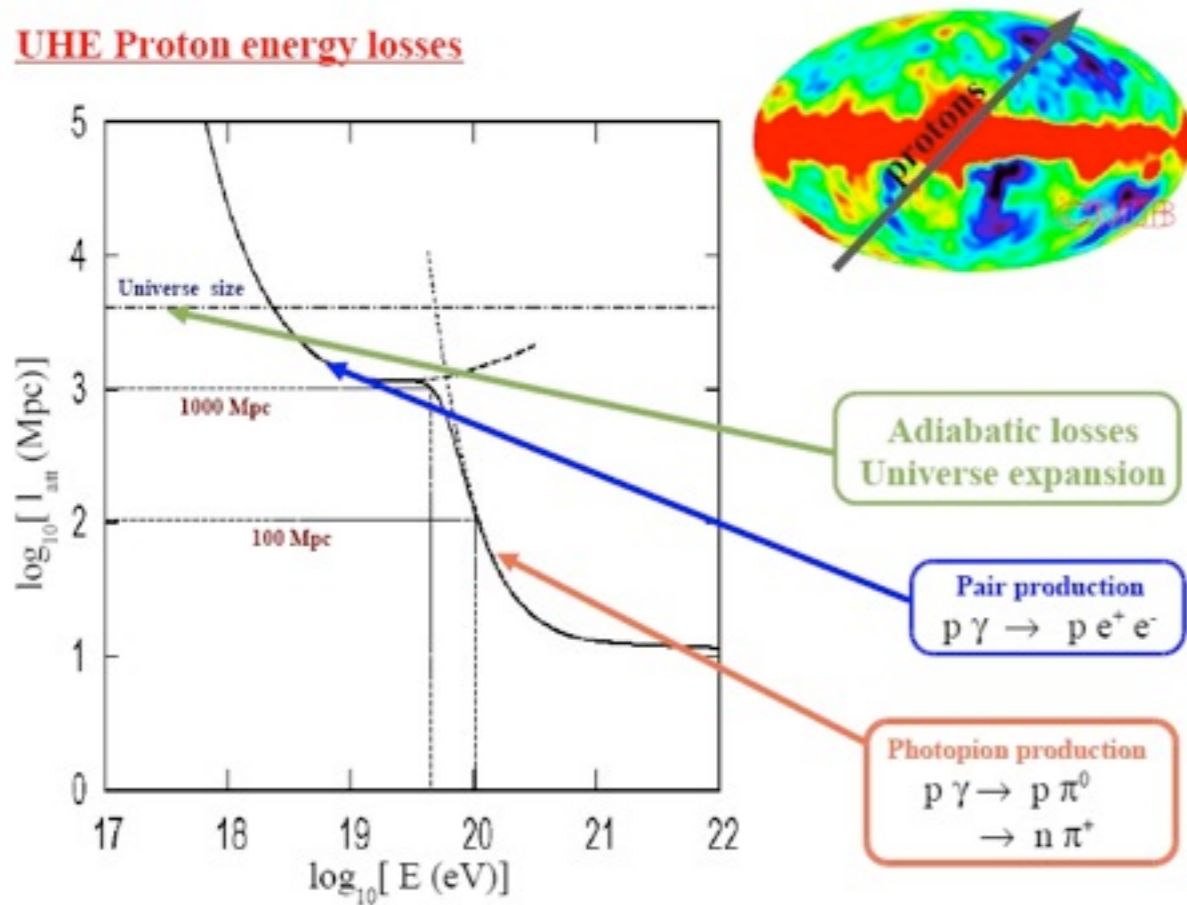 UHE Proton energy losses
protons
CMB
5
4
3
2
1
0
Universe size
1000 Mpc
100 Mpc
log₁₀[ l_att (Mpc)]
17 18 19 20 21 22
log₁₀[ E (eV)]
Adiabatic losses
Universe expansion
Pair production
p γ → p e⁺ e⁻
Photopion production
p γ → p π⁰
→ n π⁺